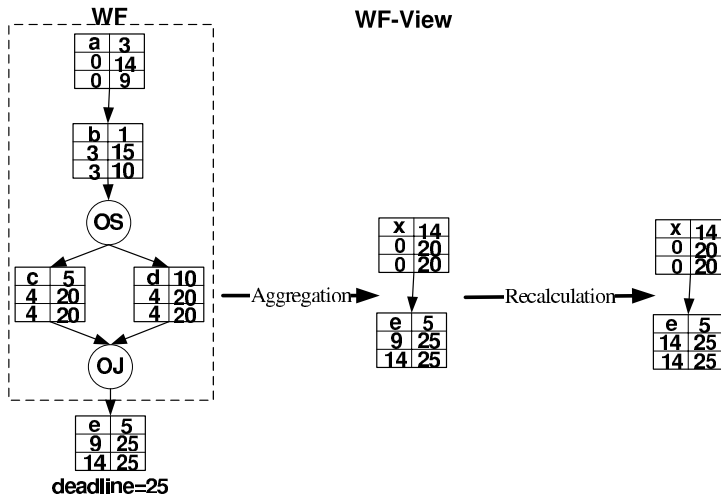 WF
WF-View
a 3
0 14
0 9
b 1
3 15
3 10
OS
c 5
4 20
4 20
d 10
4 20
4 20
OJ
e 5
9 25
14 25
deadline=25
Aggregation
x 14
0 20
0 20
e 5
9 25
14 25
Recalculation
x 14
0 20
0 20
e 5
14 25
14 25